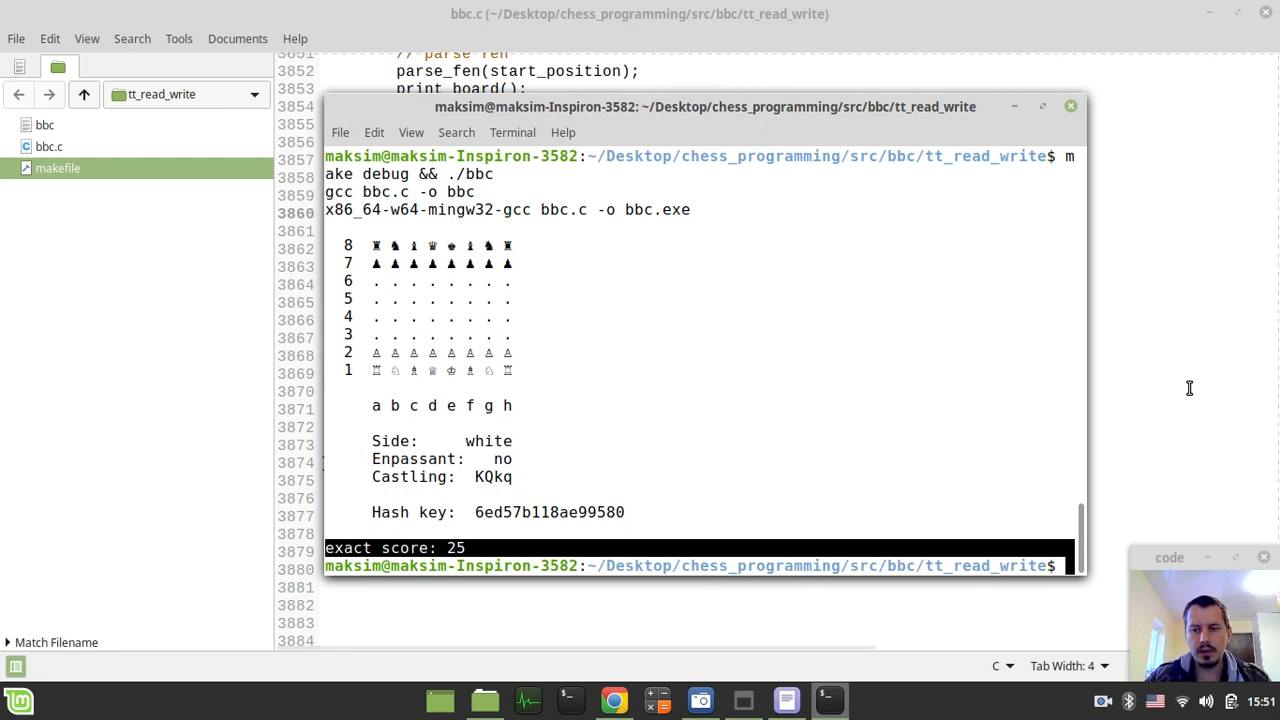 bbc.c (~/Desktop/chess_programming/src/bbc/tt_read_write)
File Edit View Search Tools Documents Help
tt_read_write
bbc
bbc.c
makefile
Match Filename
3851 // parse fen
3852 parse_fen(start_position);
3853 print_board();
3854
3855
3856
3857
3858
3859
3860
3861
3862
3863
3864
3865
3866
3867
3868
3869
3870
3871
3872
3873
3874
3875
3876
3877
3878
3879
3880
3881
3882
3883
3884
maksim@maksim-Inspiron-3582: ~/Desktop/chess_programming/src/bbc/tt_read_write
File Edit View Search Terminal Help
maksim@maksim-Inspiron-3582:~/Desktop/chess_programming/src/bbc/tt_read_write$ m
ake debug && ./bbc
gcc bbc.c -o bbc
x86_64-w64-mingw32-gcc bbc.c -o bbc.exe
8 ♜ ♞ ♝ ♛ ♚ ♝ ♞ ♜
7 ♟ ♟ ♟ ♟ ♟ ♟ ♟ ♟
6 . . . . . . . .
5 . . . . . . . .
4 . . . . . . . .
3 . . . . . . . .
2 ♙ ♙ ♙ ♙ ♙ ♙ ♙ ♙
1 ♖ ♘ ♗ ♕ ♔ ♗ ♘ ♖
a b c d e f g h
Side: white
Enpassant: no
Castling: KQkq
Hash key: 6ed57b118ae99580
exact score: 25
maksim@maksim-Inspiron-3582:~/Desktop/chess_programming/src/bbc/tt_read_write$
code
C Tab Width: 4
15:51